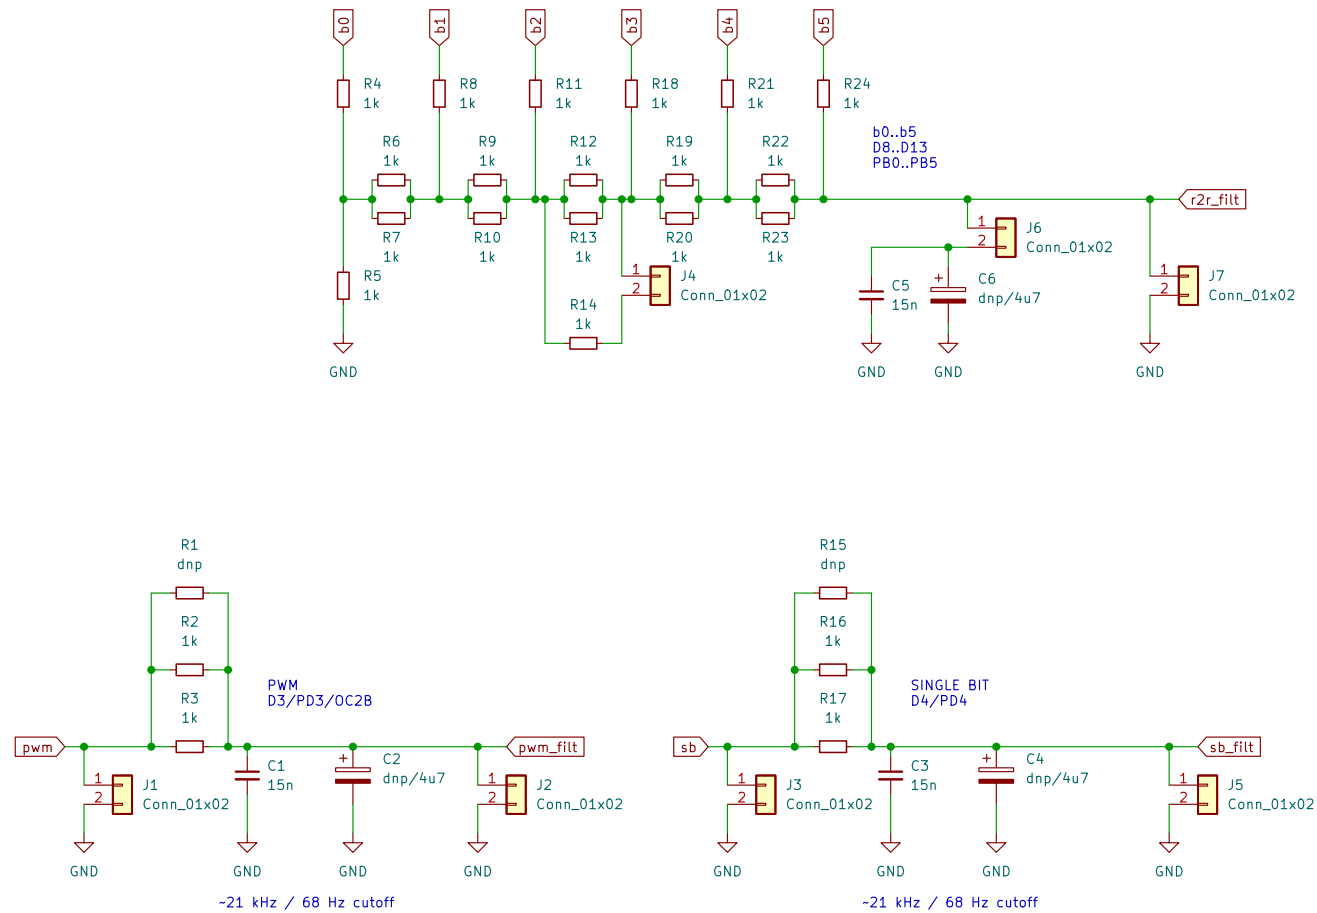 b0
b1
b2
b3
b4
b5
R4
1k
R8
1k
R11
1k
R18
1k
R21
1k
R24
1k
b0..b5
D8..D13
PB0..PB5
R6
1k
R9
1k
R12
1k
R19
1k
R22
1k
r2r_filt
R7
1k
R10
1k
R13
1k
R20
1k
R23
1k
1
2
J6
Conn_01x02
R5
1k
1
2
J4
Conn_01x02
R14
1k
C5
15n
+
C6
dnp/4u7
1
2
J7
Conn_01x02
GND
GND
GND
GND
R1
dnp
R2
1k
R3
1k
PWM
D3/PD3/OC2B
pwm
pwm_filt
1
2
J1
Conn_01x02
C1
15n
+
C2
dnp/4u7
1
2
J2
Conn_01x02
GND
GND
GND
GND
~21 kHz / 68 Hz cutoff
R15
dnp
R16
1k
R17
1k
SINGLE BIT
D4/PD4
sb
sb_filt
1
2
J3
Conn_01x02
C3
15n
+
C4
dnp/4u7
1
2
J5
Conn_01x02
GND
GND
GND
GND
~21 kHz / 68 Hz cutoff